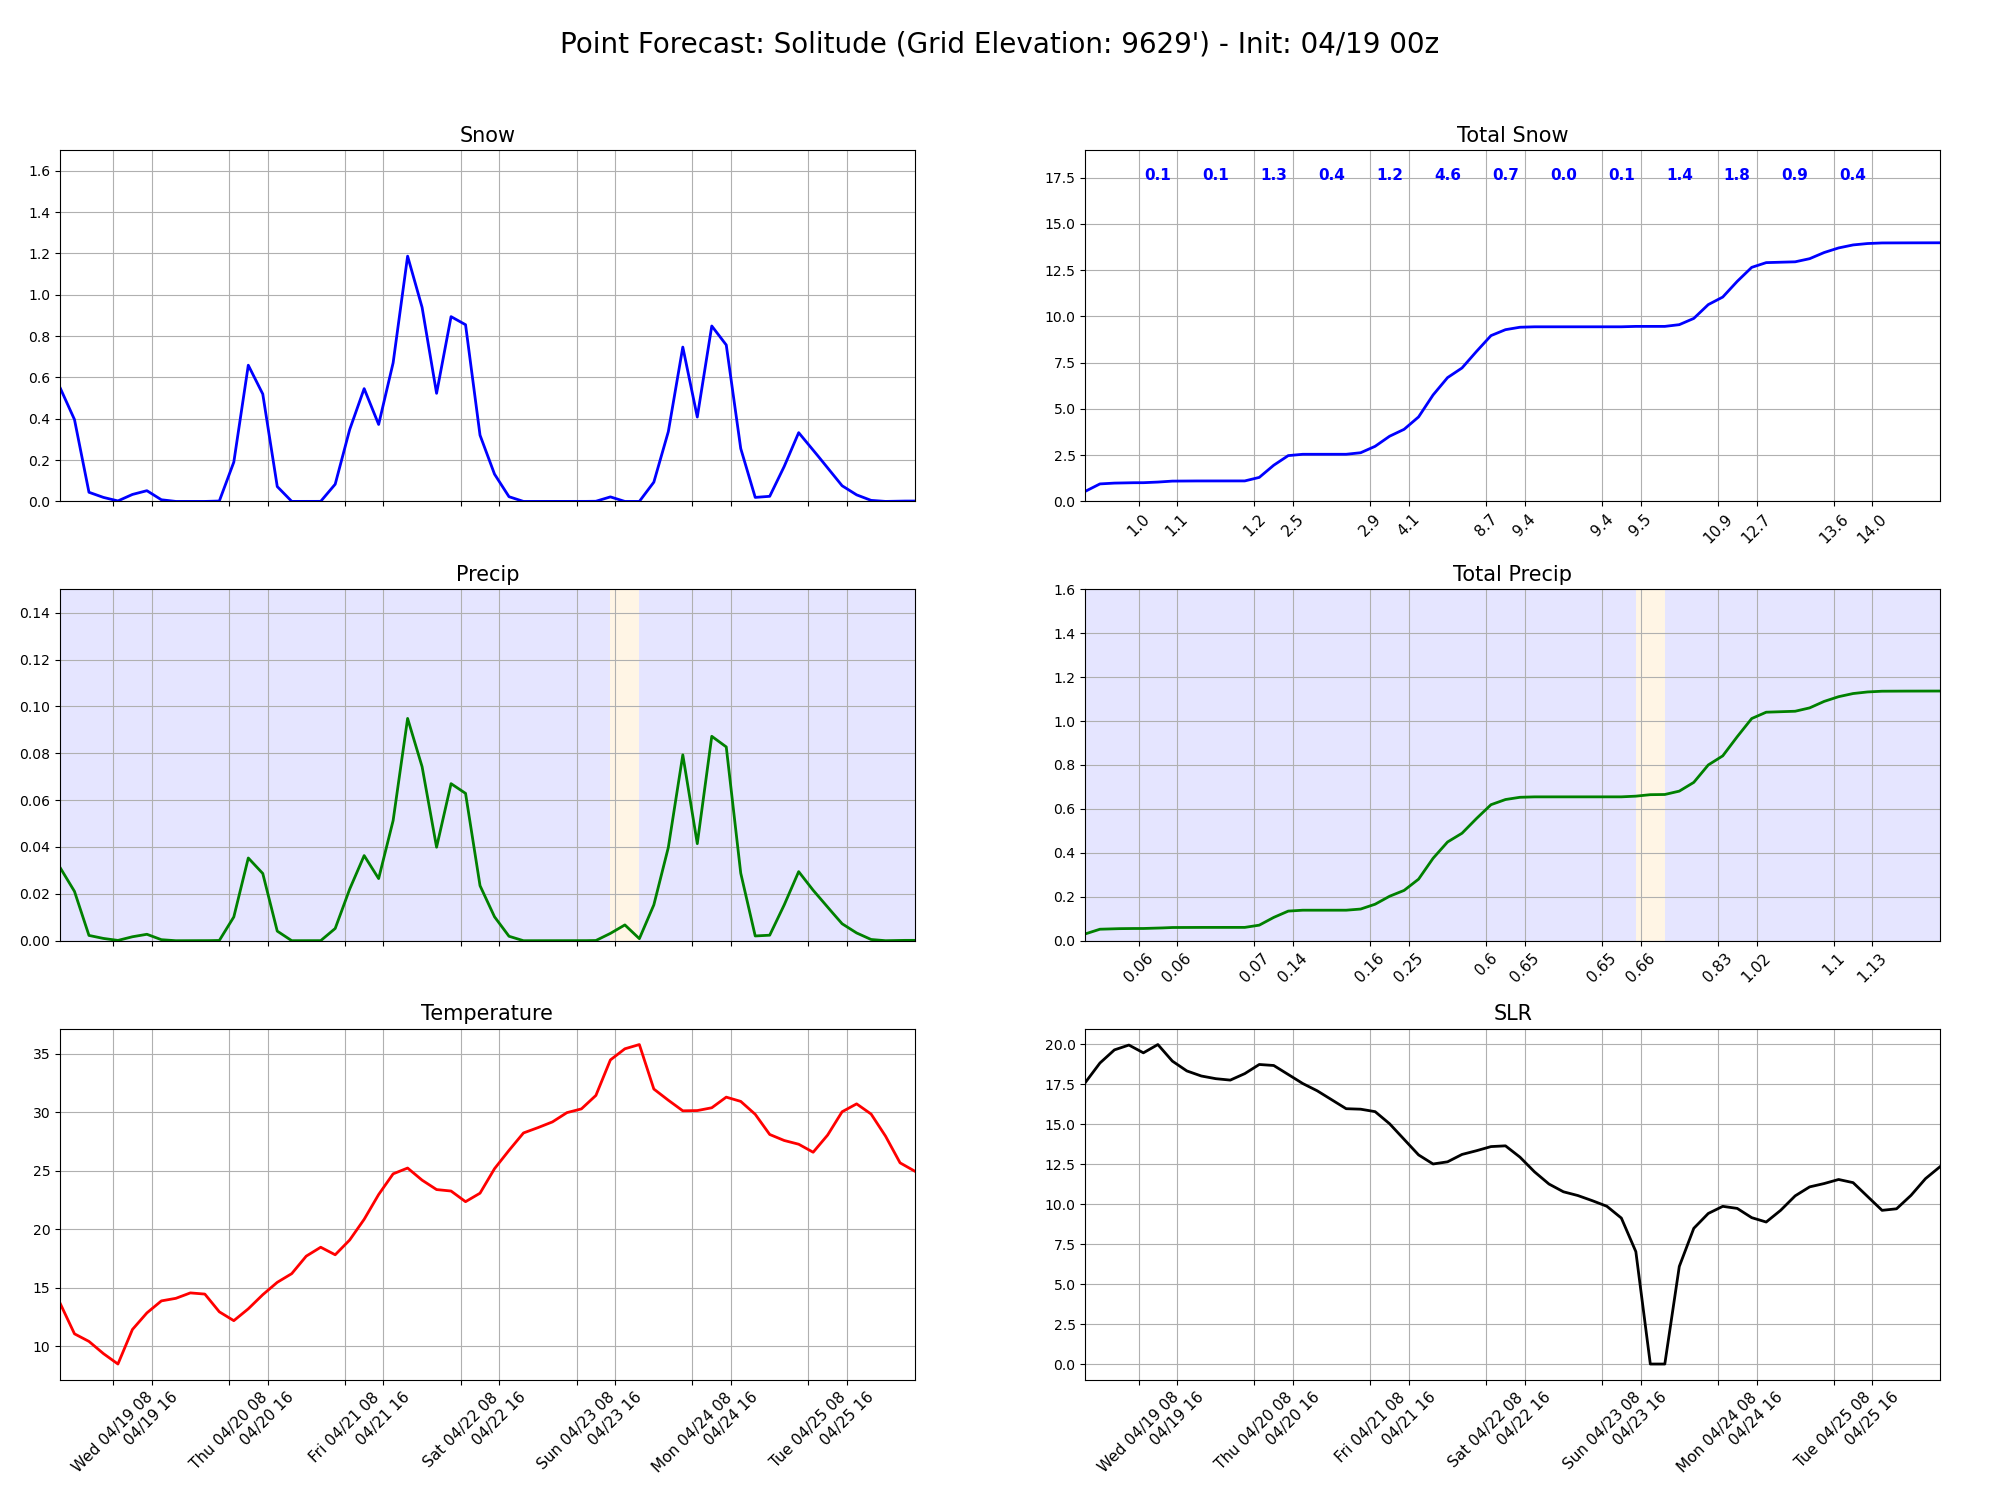 Point Forecast: Solitude (Grid Elevation: 9629') - Init: 04/19 00z
Snow
1.6
1.4
1.2
1.0
0.8
0.6
0.4
0.2
0.0
Total Snow
0.1 0.1 1.3 0.4 1.2 4.6 0.7 0.0 0.1 1.4 1.8 0.9 0.4
17.5
15.0
12.5
10.0
7.5
5.0
2.5
0.0
1.0 1.1 1.2 2.5 2.9 4.1 8.7 9.4 9.4 9.5 10.9 12.7 13.6 14.0
Precip
0.14
0.12
0.10
0.08
0.06
0.04
0.02
0.00
Total Precip
1.6
1.4
1.2
1.0
0.8
0.6
0.4
0.2
0.0
0.06 0.06 0.07 0.14 0.16 0.25 0.6 0.65 0.65 0.66 0.83 1.02 1.1 1.13
Temperature
35
30
25
20
15
10
Wed 04/19 08
04/19 16
Thu 04/20 08
04/20 16
Fri 04/21 08
04/21 16
Sat 04/22 08
04/22 16
Sun 04/23 08
04/23 16
Mon 04/24 08
04/24 16
Tue 04/25 08
04/25 16
SLR
20.0
17.5
15.0
12.5
10.0
7.5
5.0
2.5
0.0
Wed 04/19 08
04/19 16
Thu 04/20 08
04/20 16
Fri 04/21 08
04/21 16
Sat 04/22 08
04/22 16
Sun 04/23 08
04/23 16
Mon 04/24 08
04/24 16
Tue 04/25 08
04/25 16